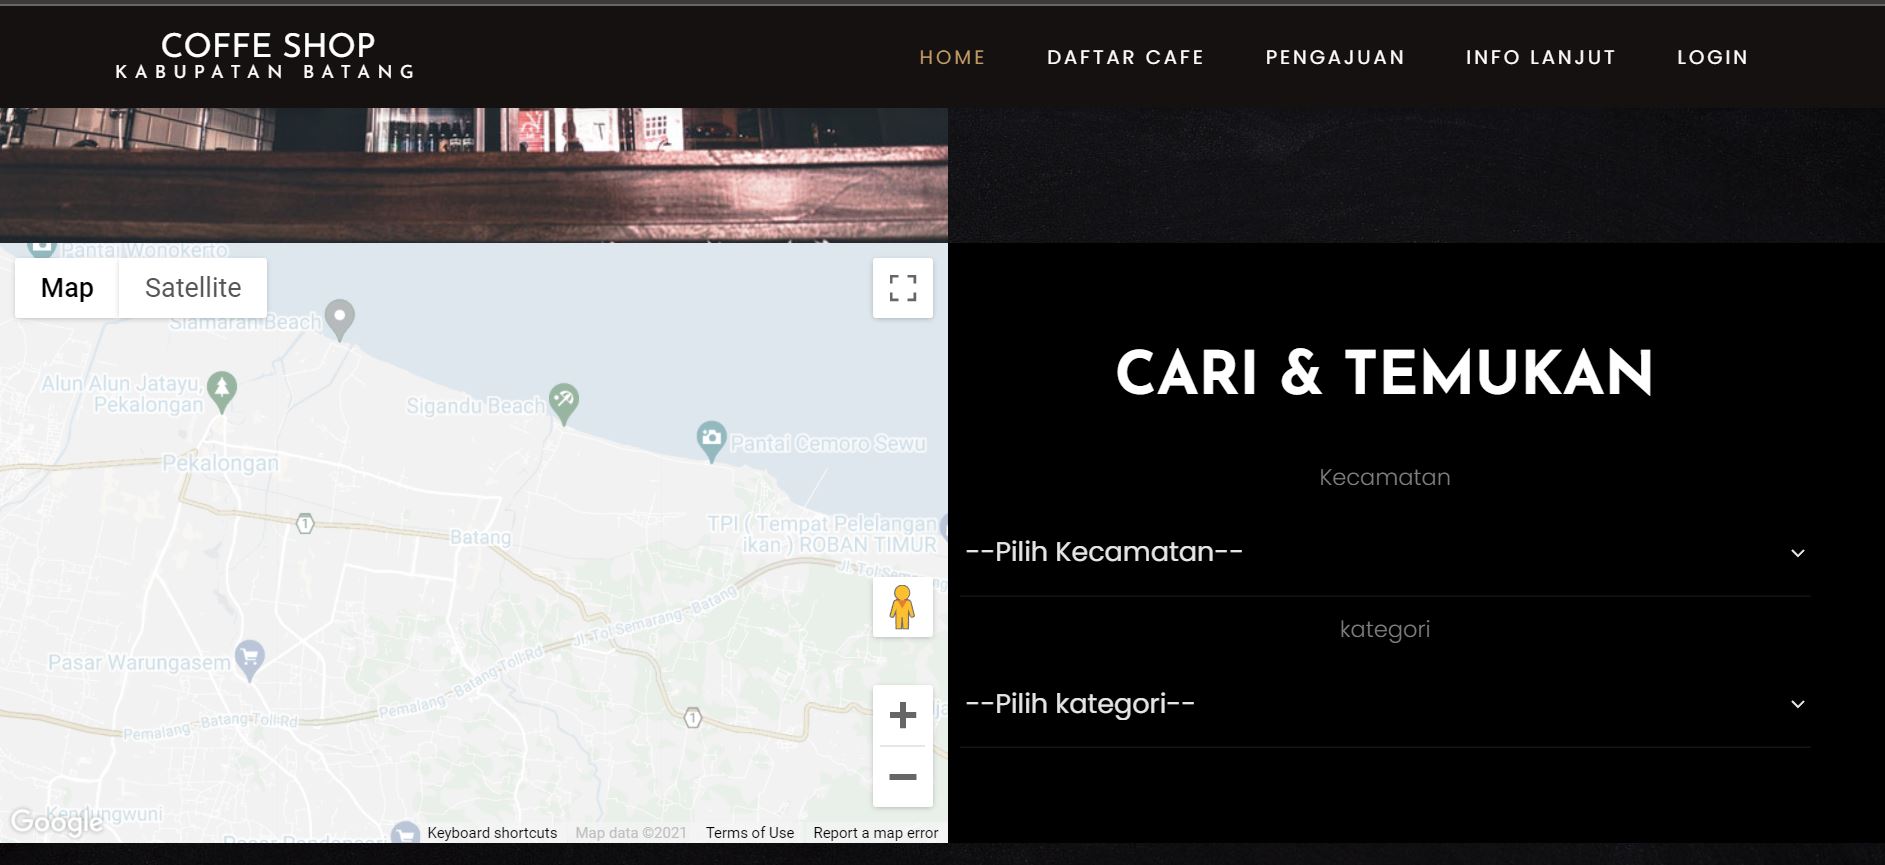 COFFE SHOP
KABUPATAN BATANG
HOME
DAFTAR CAFE
PENGAJUAN
INFO LANJUT
LOGIN
Pantai Wonokerto
Map
Satellite
Slamaran Beach
Alun Alun Jatayu,
Pekalongan
Sigandu Beach
Pantai Cemoro Sewu
Pekalongan
1
Batang
TPI ( Tempat Pelelangan
ikan ) ROBAN TIMUR
Jl. Tol Semarang-Batang
Pasar Warungasem
Pemalang-Batang Toll Rd
Pemalang-Batang Toll Rd
1
Google
Keyboard shortcuts
Map data ©2021
Terms of Use
Report a map error
CARI & TEMUKAN
Kecamatan
--Pilih Kecamatan--
kategori
--Pilih kategori--